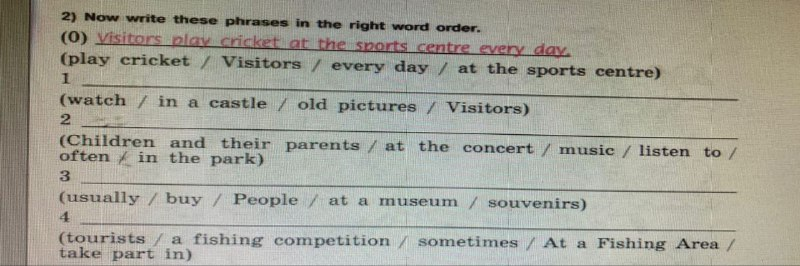 2) Now write these phrases in the right word order.
(0) Visitors play cricket at the sports centre every day.
(play cricket / Visitors / every day / at the sports centre)
1
(watch / in a castle / old pictures / Visitors)
2
(Children and their parents / at the concert / music / listen to /
often / in the park)
3
(usually / buy / People / at a museum / souvenirs)
4
(tourists / a fishing competition / sometimes / At a Fishing Area /
take part in)